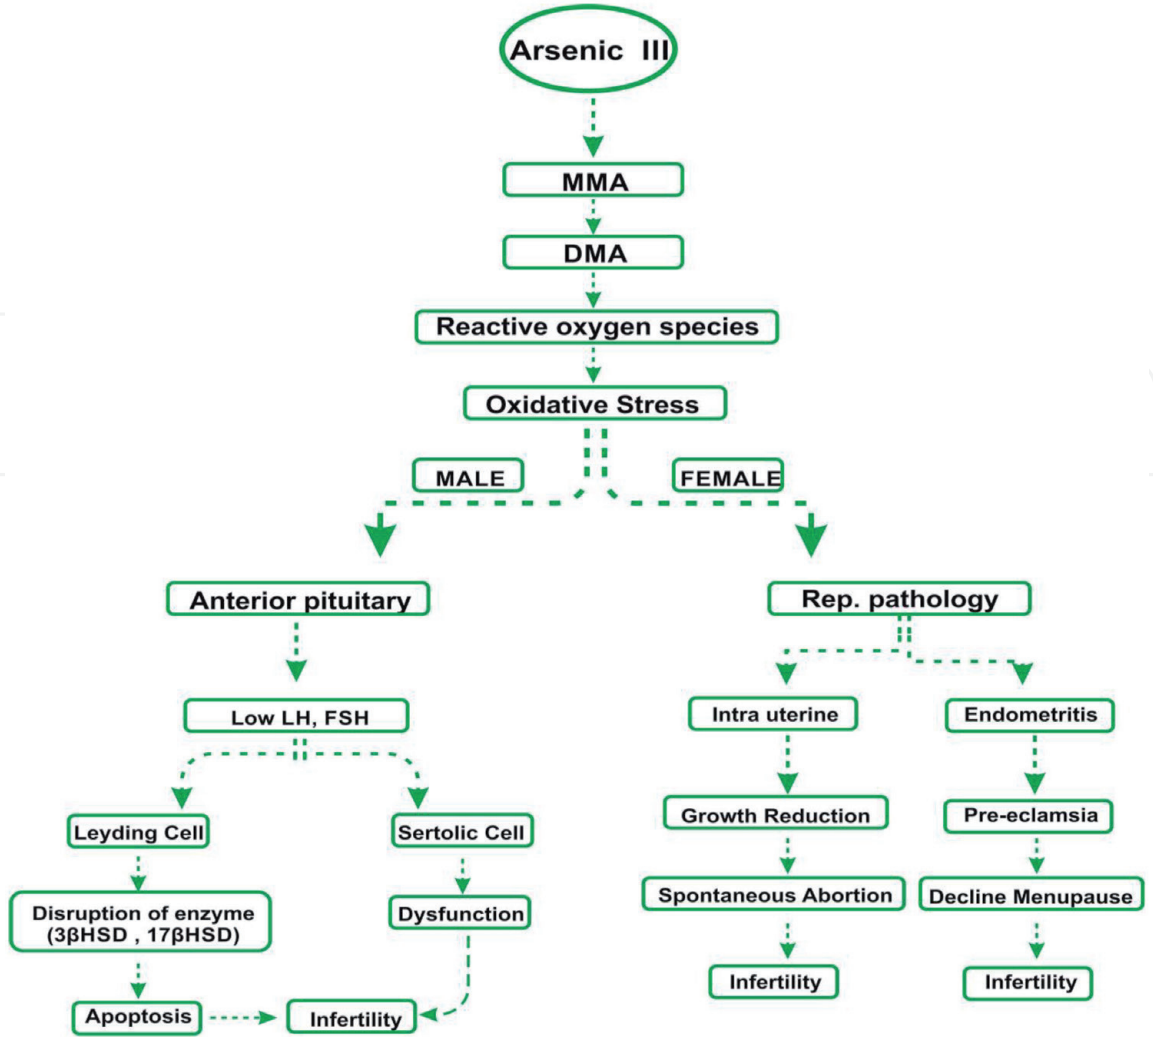 Arsenic III
MMA
DMA
Reactive oxygen species
Oxidative Stress
MALE
FEMALE
Anterior pituitary
Rep. pathology
Low LH, FSH
Intra uterine
Endometritis
Leyding Cell
Sertolic Cell
Growth Reduction
Pre-eclamsia
Disruption of enzyme
(3βHSD , 17βHSD)
Dysfunction
Spontaneous Abortion
Decline Menupause
Apoptosis
Infertility
Infertility
Infertility